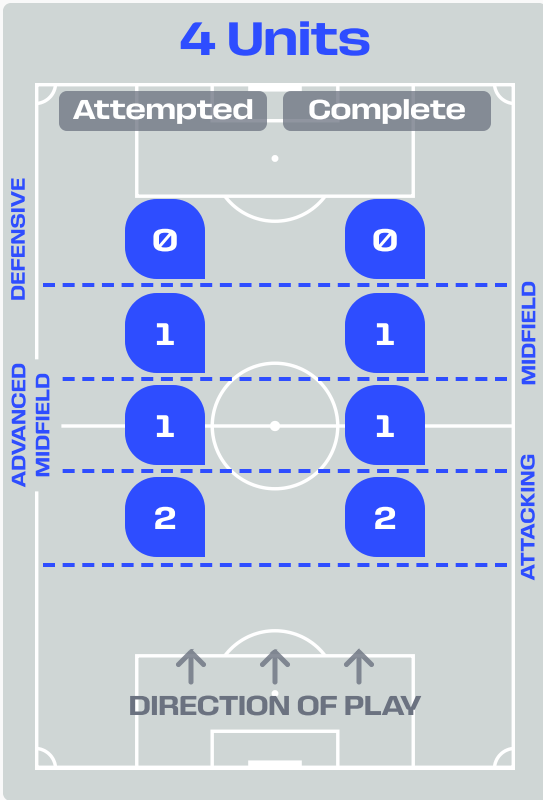 4 Units
Attempted
Complete
DEFENSIVE
0
0
MIDFIELD
1
1
ADVANCED
MIDFIELD
1
1
ATTACKING
2
2
DIRECTION OF PLAY